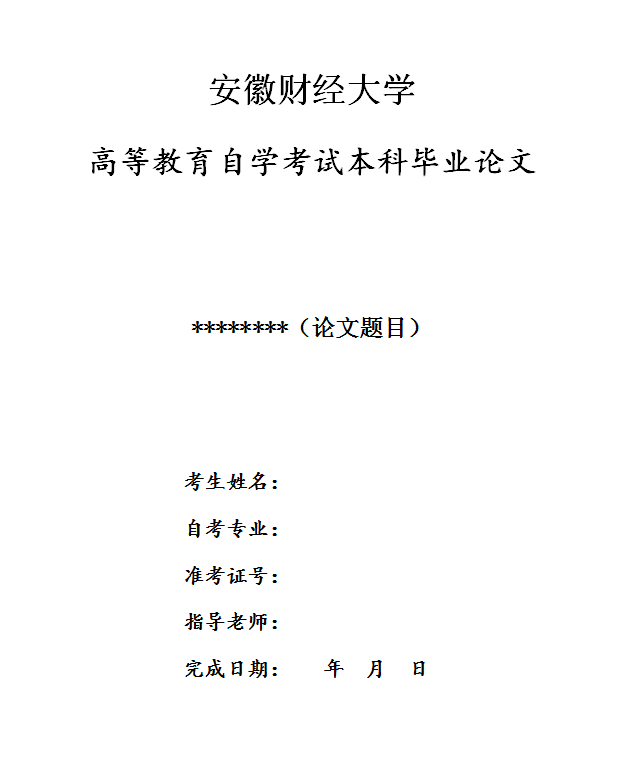 安徽财经大学
高等教育自学考试本科毕业论文
********（论文题目）
考生姓名：
自考专业：
准考证号：
指导老师：
完成日期： 年 月 日